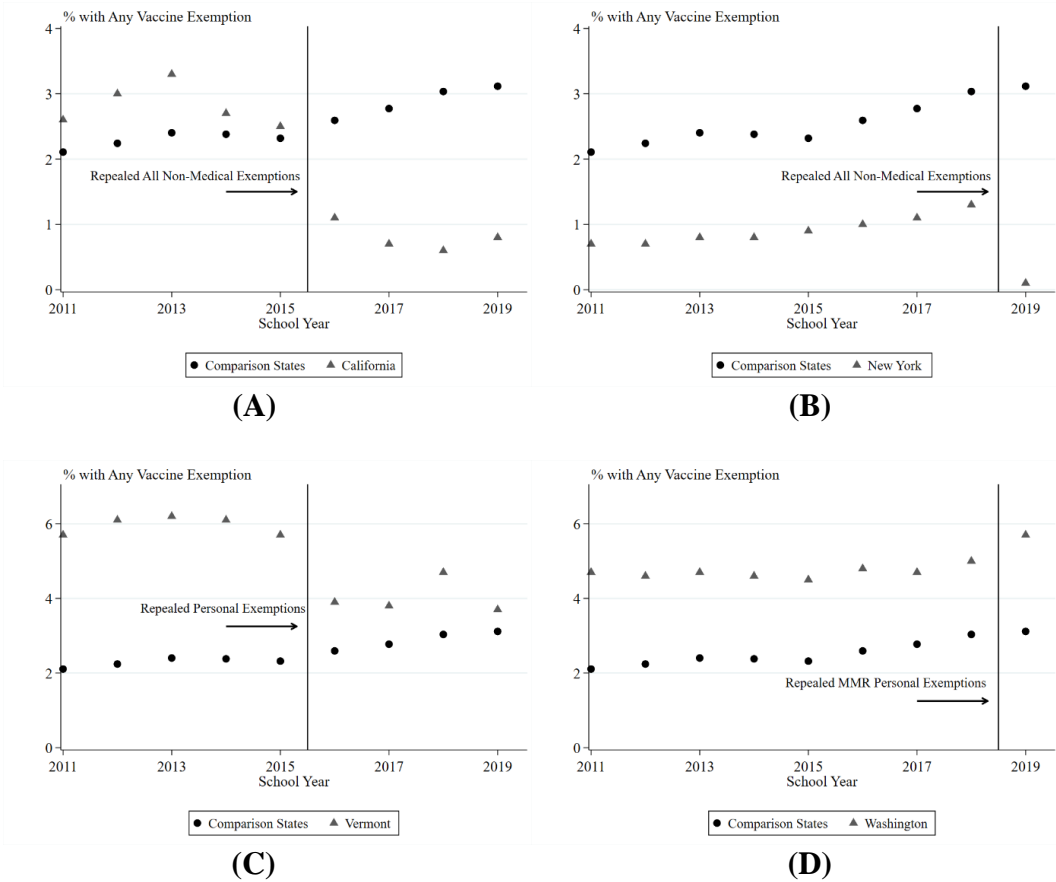 % with Any Vaccine Exemption
4
3
2
1
0
Repealed All Non-Medical Exemptions
2011 2013 2015 2017 2019
School Year
Comparison States California
(A)
% with Any Vaccine Exemption
4
3
2
1
0
Repealed All Non-Medical Exemptions
2011 2013 2015 2017 2019
School Year
Comparison States New York
(B)
% with Any Vaccine Exemption
6
4
2
0
Repealed Personal Exemptions
2011 2013 2015 2017 2019
School Year
Comparison States Vermont
(C)
% with Any Vaccine Exemption
6
4
2
0
Repealed MMR Personal Exemptions
2011 2013 2015 2017 2019
School Year
Comparison States Washington
(D)